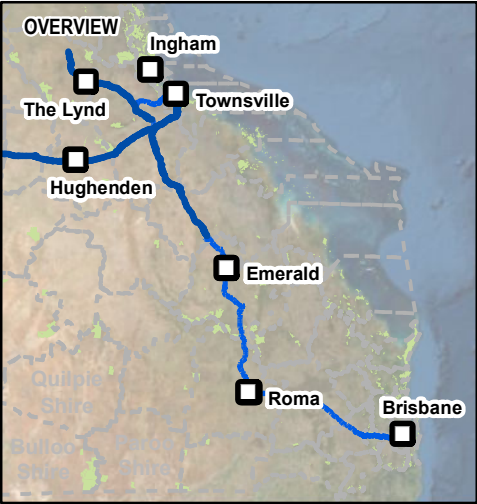 OVERVIEW
Ingham
The Lynd
Townsville
Hughenden
Emerald
Quilpie
Shire
Roma
Brisbane
Bulloo
Shire
Shire